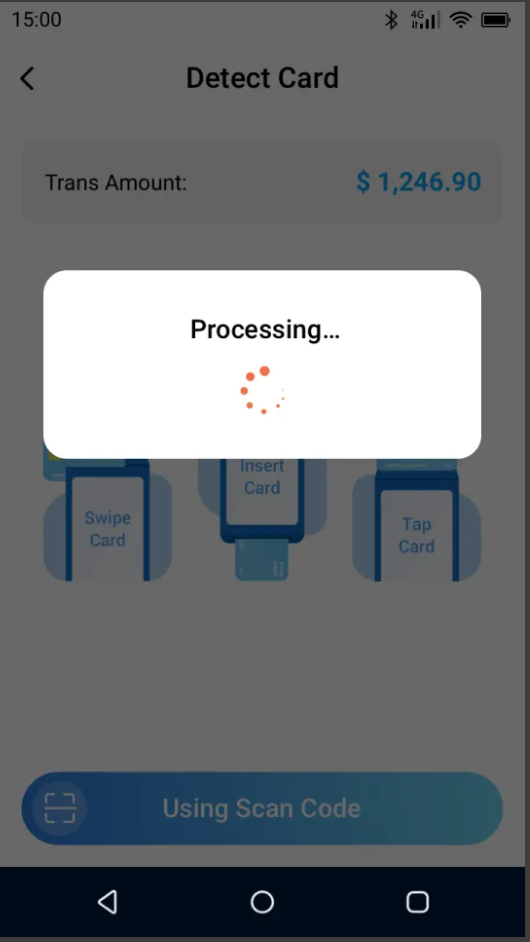 15:00
4G
Detect Card
Trans Amount:
$ 1,246.90
Processing...
Swipe
Card
Insert
Card
Tap
Card
Using Scan Code